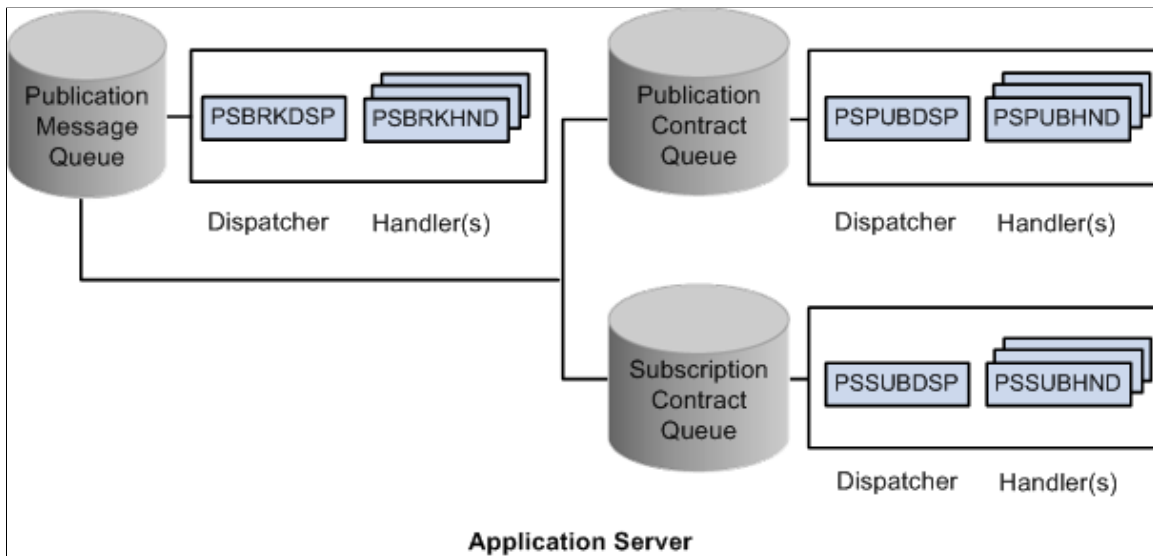 Publication
Message
Queue
PSBRKDSP
PSBRKHND
Dispatcher
Handler(s)
Publication
Contract
Queue
PSPUBDSP
PSPUBHND
Dispatcher
Handler(s)
Subscription
Contract
Queue
PSSUBDSP
PSSUBHND
Dispatcher
Handler(s)
Application Server